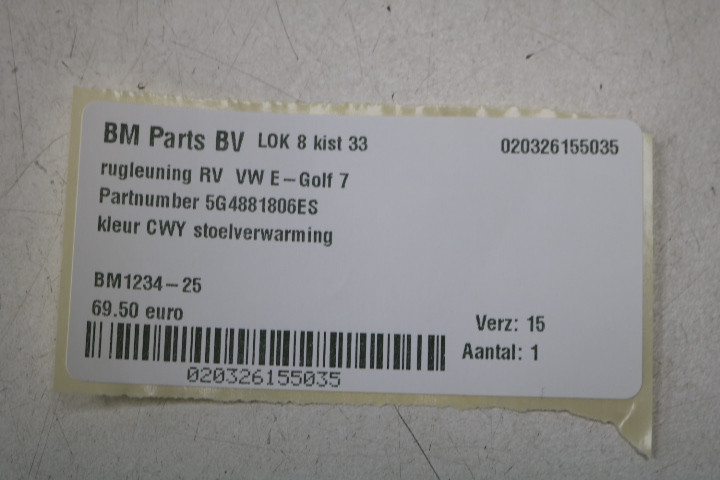 BM Parts BV LOK 8 kist 33 020326155035
rugleuning RV VW E-Golf 7
Partnumber 5G4881806ES
kleur CWY stoelverwarming
BM1234-25
69.50 euro
Verz: 15
Aantal: 1
020326155035